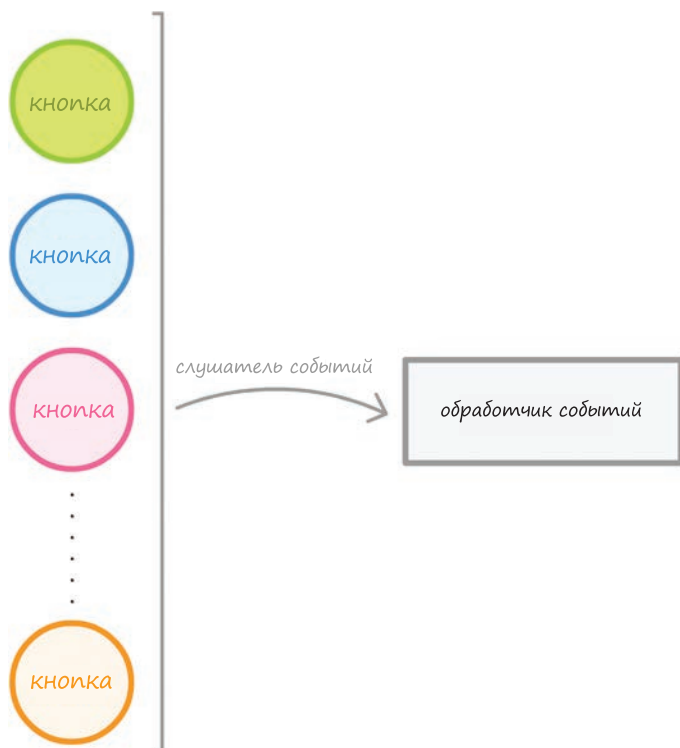 кнопка
кнопка
слушатель событий
кнопка
обработчик событий
кнопка